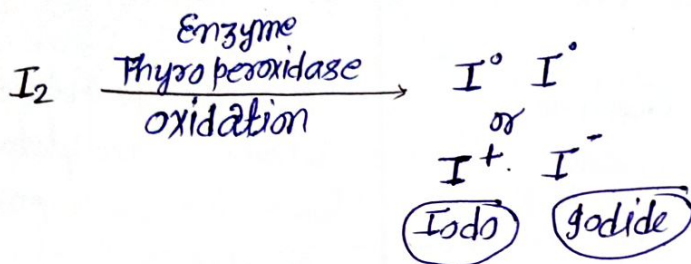 Enzyme
I₂ Thyroperoxidase I° I°
oxidation or
I⁺. I⁻
Iodo Iodide